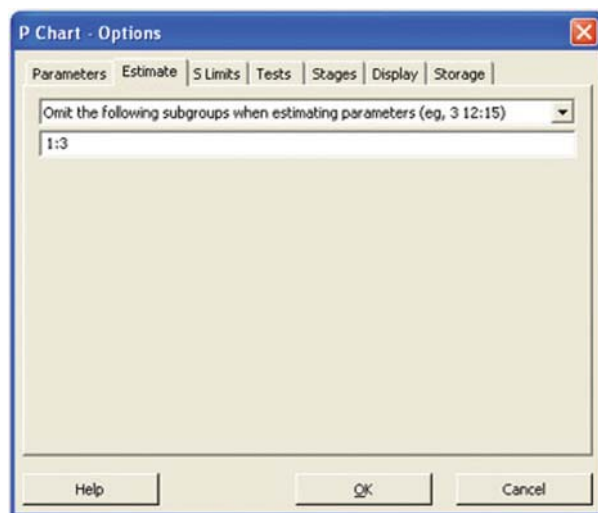 P Chart - Options
Parameters Estimate S Limits Tests Stages Display Storage
Omit the following subgroups when estimating parameters (eg, 3 12:15)
1:3
Help OK Cancel